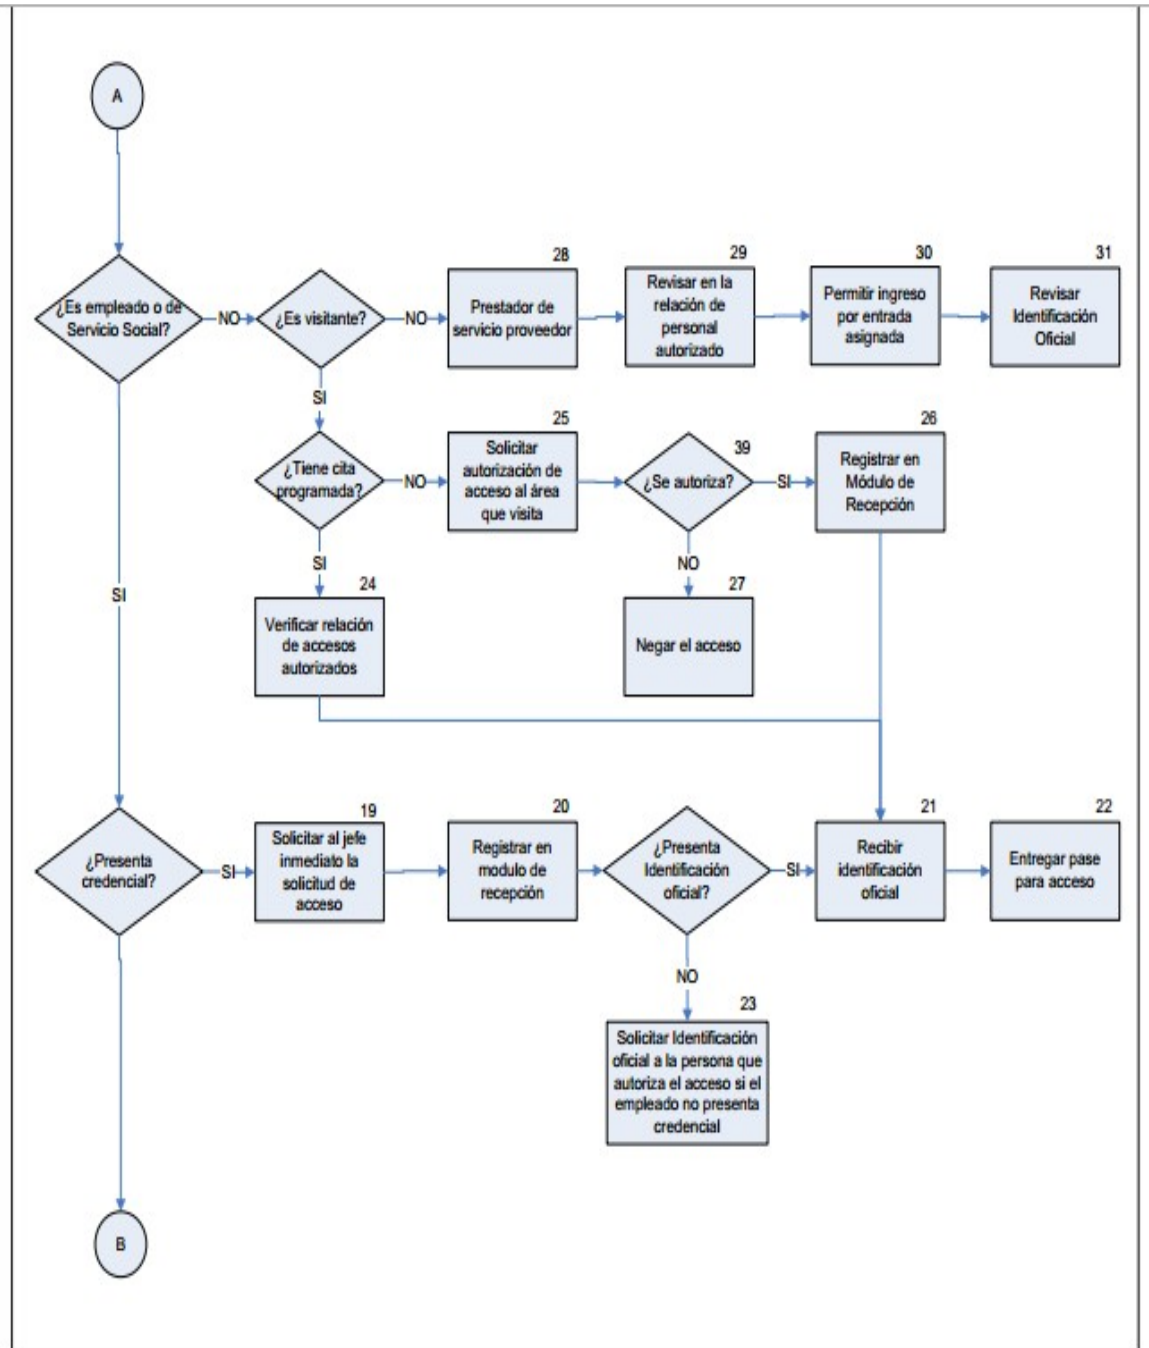 A
¿Es empleado o de
Servicio Social?
NO
¿Es visitante?
NO
28
Prestador de
servicio proveedor
29
Revisar en la
relación de
personal
autorizado
30
Permitir ingreso
por entrada
asignada
31
Revisar
Identificación
Oficial
SI
¿Tiene cita
programada?
NO
25
Solicitar
autorización de
acceso al área
que visita
¿Se autoriza?
39
SI
26
Registrar en
Módulo de
Recepción
SI
24
Verificar relación
de accesos
autorizados
NO
27
Negar el acceso
SI
¿Presenta
credencial?
SI
19
Solicitar al jefe
inmediato la
solicitud de
acceso
20
Registrar en
modulo de
recepción
¿Presenta
Identificación
oficial?
SI
21
Recibir
identificación
oficial
22
Entregar pase
para acceso
NO
23
Solicitar Identificación
oficial a la persona que
autoriza el acceso si el
empleado no presenta
credencial
B